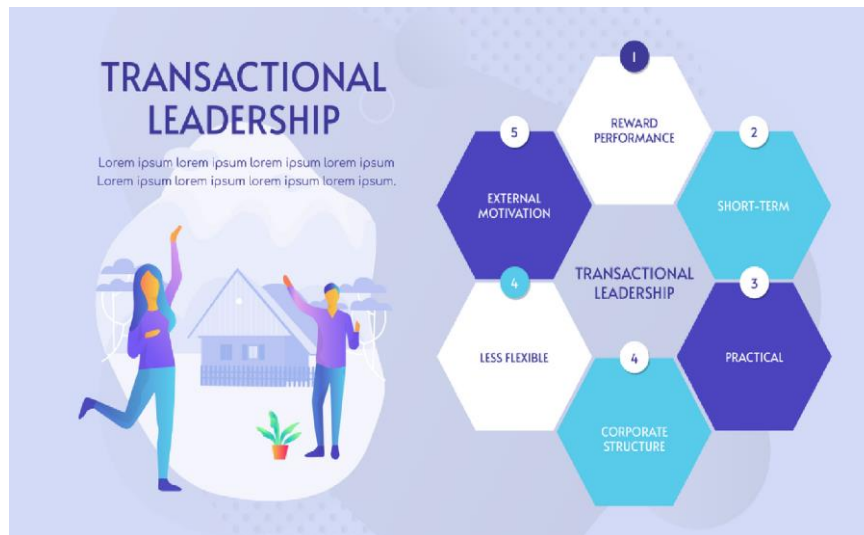 TRANSACTIONAL
LEADERSHIP
Lorem ipsum lorem ipsum lorem ipsum lorem ipsum
Lorem ipsum lorem ipsum lorem ipsum lorem ipsum.
1
REWARD
PERFORMANCE
2
SHORT-TERM
3
PRACTICAL
4
CORPORATE
STRUCTURE
4
LESS FLEXIBLE
5
EXTERNAL
MOTIVATION
TRANSACTIONAL
LEADERSHIP